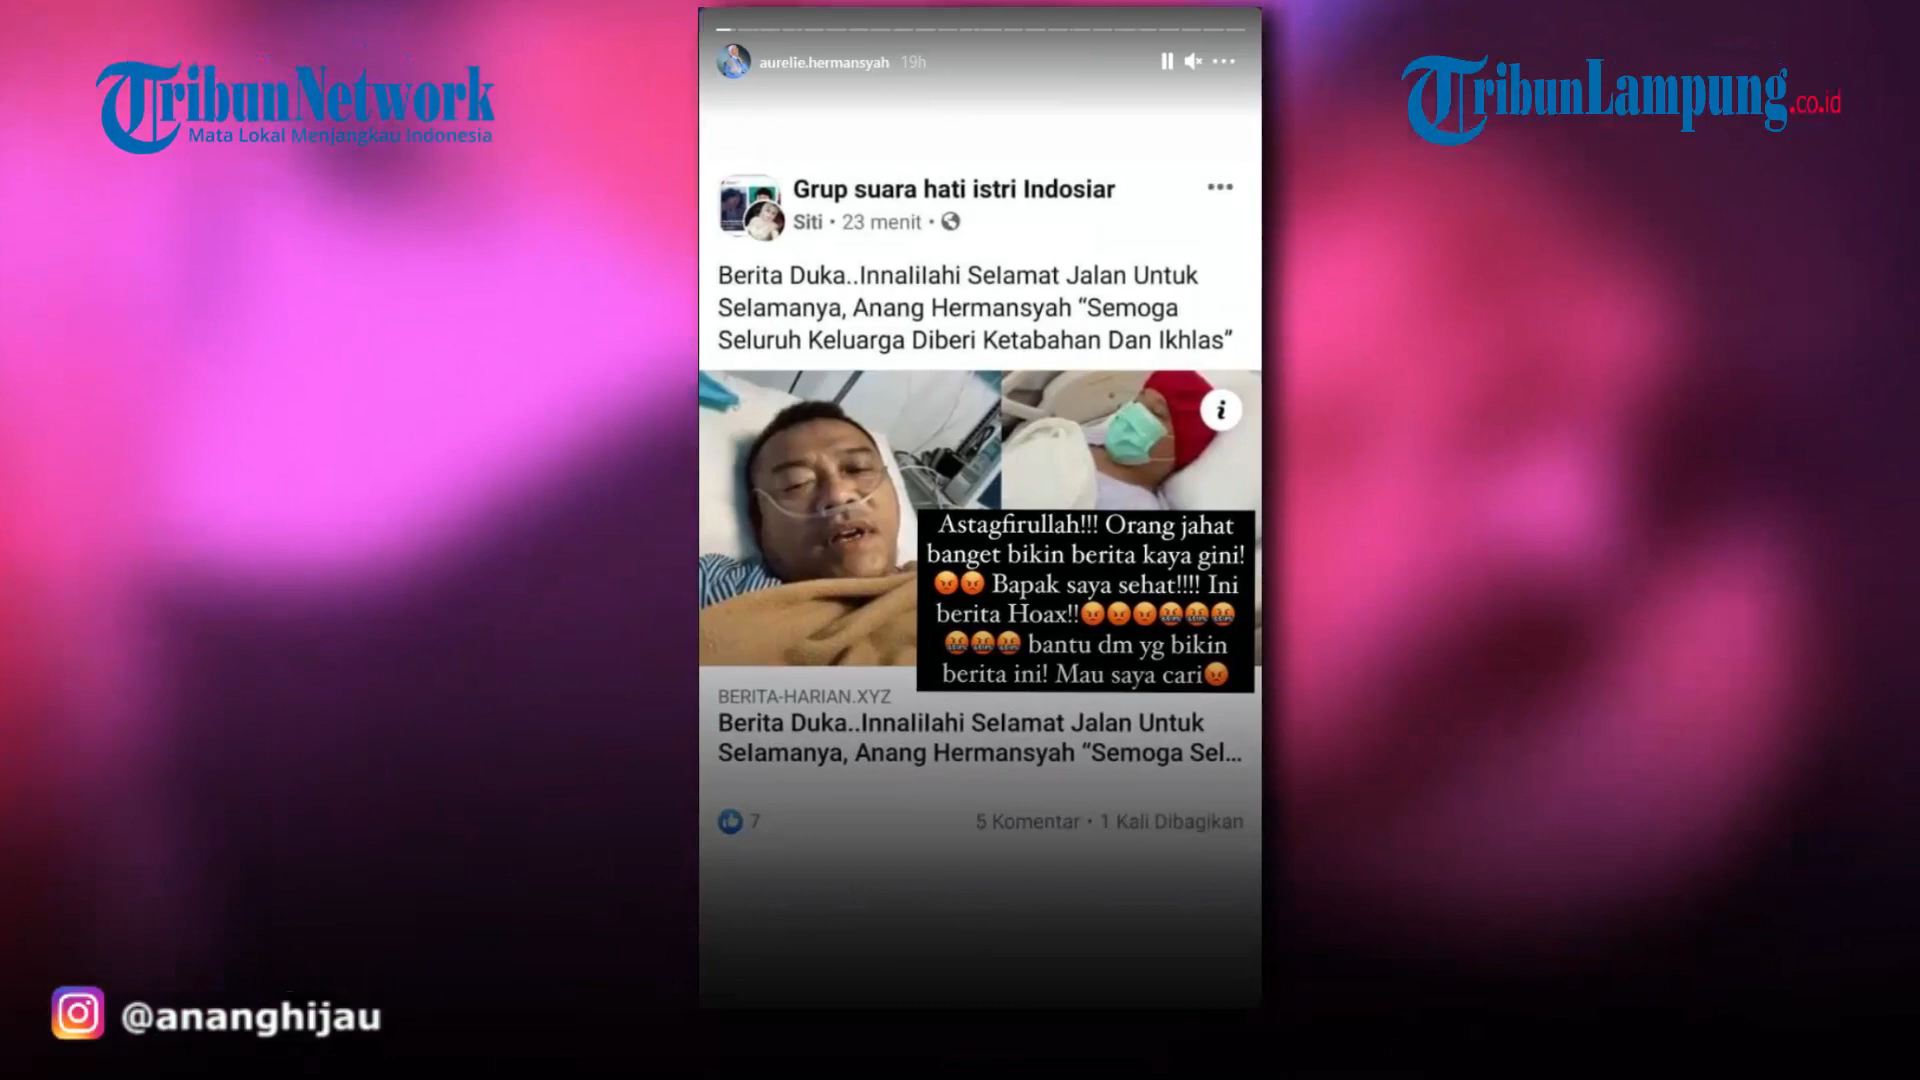 TribunNetwork
Mata Lokal Menjangkau Indonesia
TribunLampung.co.id
aurelie.hermansyah 19h
Grup suara hati istri Indosiar
Siti • 23 menit •
Berita Duka..Innalilahi Selamat Jalan Untuk
Selamanya, Anang Hermansyah “Semoga
Seluruh Keluarga Diberi Ketabahan Dan Ikhlas”
i
Astagfirullah!!! Orang jahat
banget bikin berita kaya gini!
😡😡 Bapak saya sehat!!!! Ini
berita Hoax!!😡😡😡🤬🤬🤬
🤬🤬🤬 bantu dm yg bikin
berita ini! Mau saya cari😡
BERITA-HARIAN.XYZ
Berita Duka..Innalilahi Selamat Jalan Untuk
Selamanya, Anang Hermansyah “Semoga Sel...
7 5 Komentar • 1 Kali Dibagikan
@ananghijau